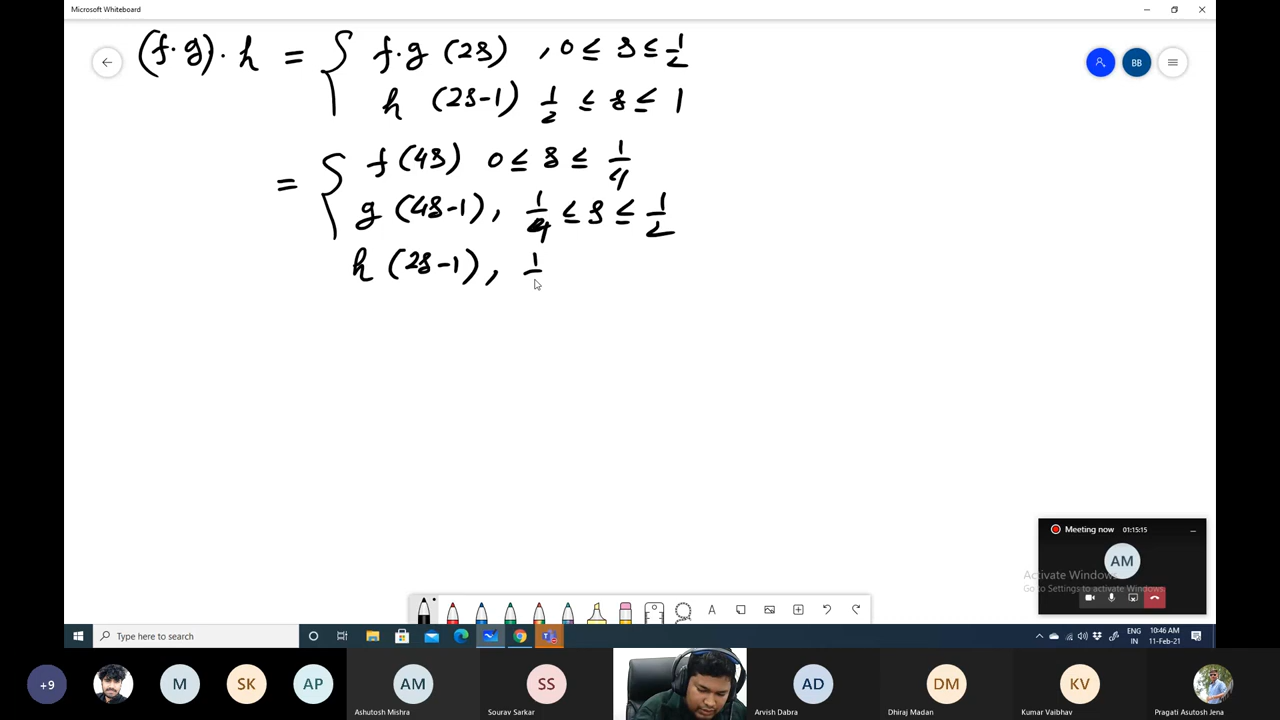 Microsoft Whiteboard
(f·g)·h = { f·g (2s) , 0 ≤ s ≤ 1/2
h (2s-1) 1/2 ≤ s ≤ 1
BB
= { f(4s) 0 ≤ s ≤ 1/4
g (4s-1), 1/4 ≤ s ≤ 1/2
h (2s-1), 1/
Meeting now 01:15:15
AM
Activate Windows
Go to Settings to activate Windows.
A
Type here to search
ENG
IN
10:46 AM
11-Feb-21
+9
M
SK
AP
AM
SS
AD
DM
KV
Ashutosh Mishra
Sourav Sarkar
Arvish Dabra
Dhiraj Madan
Kumar Vaibhav
Pragati Asutosh Jena